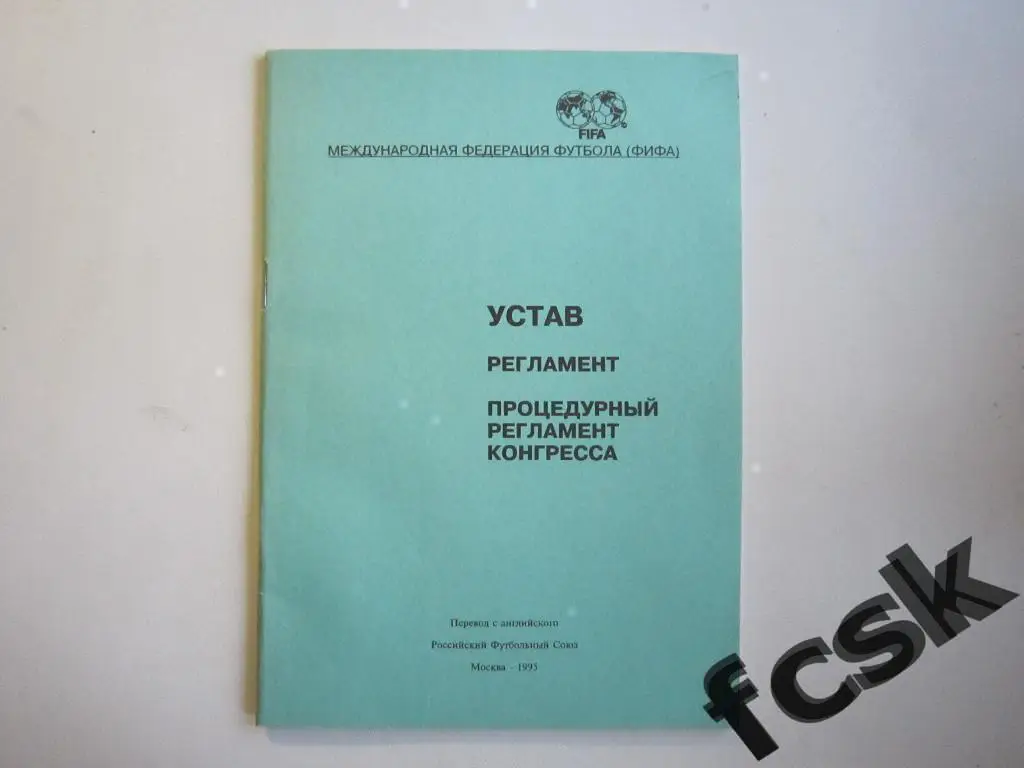 FIFA
МЕЖДУНАРОДНАЯ ФЕДЕРАЦИЯ ФУТБОЛА (ФИФА)
УСТАВ
РЕГЛАМЕНТ
ПРОЦЕДУРНЫЙ
РЕГЛАМЕНТ
КОНГРЕССА
Перевод с английского
Российский Футбольный Союз
Москва - 1995
fcsk